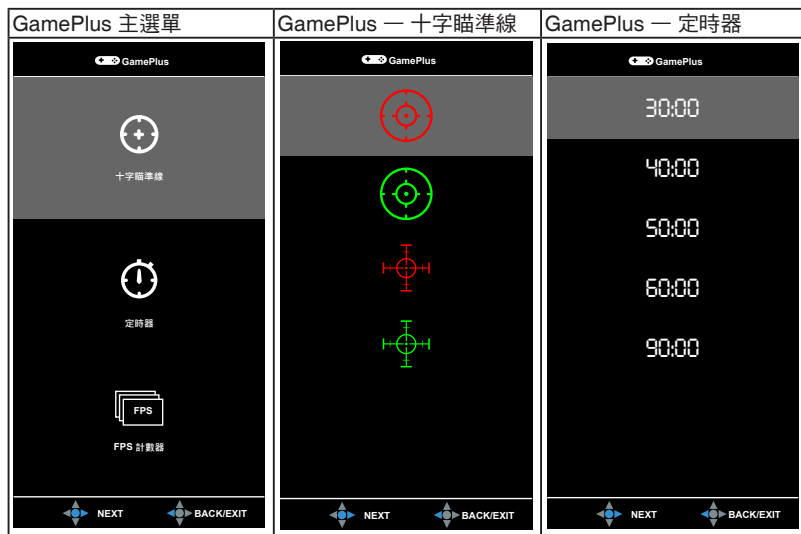 GamePlus 主選單
GamePlus
十字瞄準線
定時器
FPS
FPS 計數器
NEXT BACK/EXIT
GamePlus — 十字瞄準線
GamePlus
NEXT BACK/EXIT
GamePlus — 定時器
GamePlus
30:00
40:00
50:00
60:00
90:00
NEXT BACK/EXIT